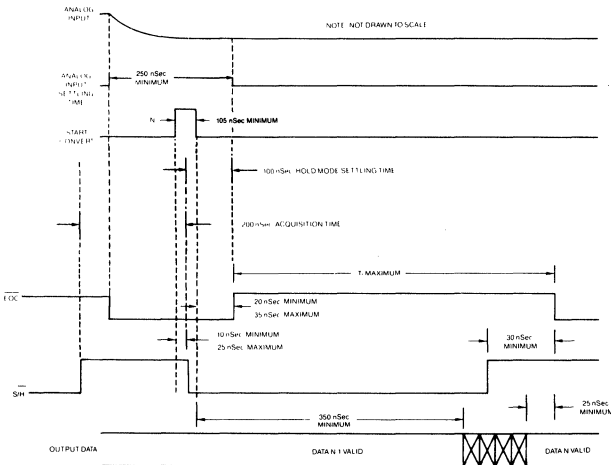 ANALOG
INPUT
NOTE: NOT DRAWN TO SCALE
ANALOG
INPUT
SETTLING
TIME
250 nSec
MINIMUM
N
105 nSec MINIMUM
START
CONVERT
100 nSec HOLD MODE SETTLING TIME
200 nSec ACQUISITION TIME
T MAXIMUM
EOC
20 nSec MINIMUM
35 nSec MAXIMUM
10 nSec MINIMUM
25 nSec MAXIMUM
30 nSec
MINIMUM
S/H
350 nSec
MINIMUM
25 nSec
MINIMUM
OUTPUT DATA
DATA N 1 VALID
DATA N VALID